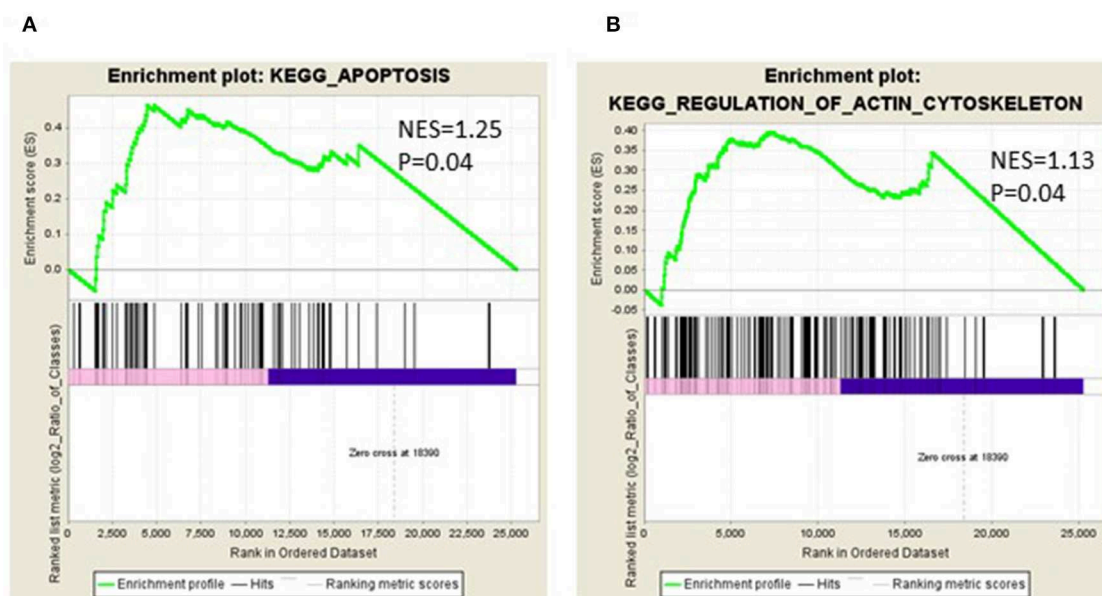 A
Enrichment plot: KEGG_APOPTOSIS
Enrichment score (ES)
0.4
0.3
0.2
0.1
0.0
NES=1.25
P=0.04
Ranked list metric (log2_Ratio_of_Classes)
Zero cross at 18390
0 2,500 5,000 7,500 10,000 12,500 15,000 17,500 20,000 22,500 25,000
Rank in Ordered Dataset
Enrichment profile Hits Ranking metric scores
B
Enrichment plot:
KEGG_REGULATION_OF_ACTIN_CYTOSKELETON
Enrichment score (ES)
0.40
0.35
0.30
0.25
0.20
0.15
0.10
0.05
0.00
-0.05
NES=1.13
P=0.04
Ranked list metric (log2_Ratio_of_Classes)
Zero cross at 18390
0 5,000 10,000 15,000 20,000 25,000
Rank in Ordered Dataset
Enrichment profile Hits Ranking metric scores